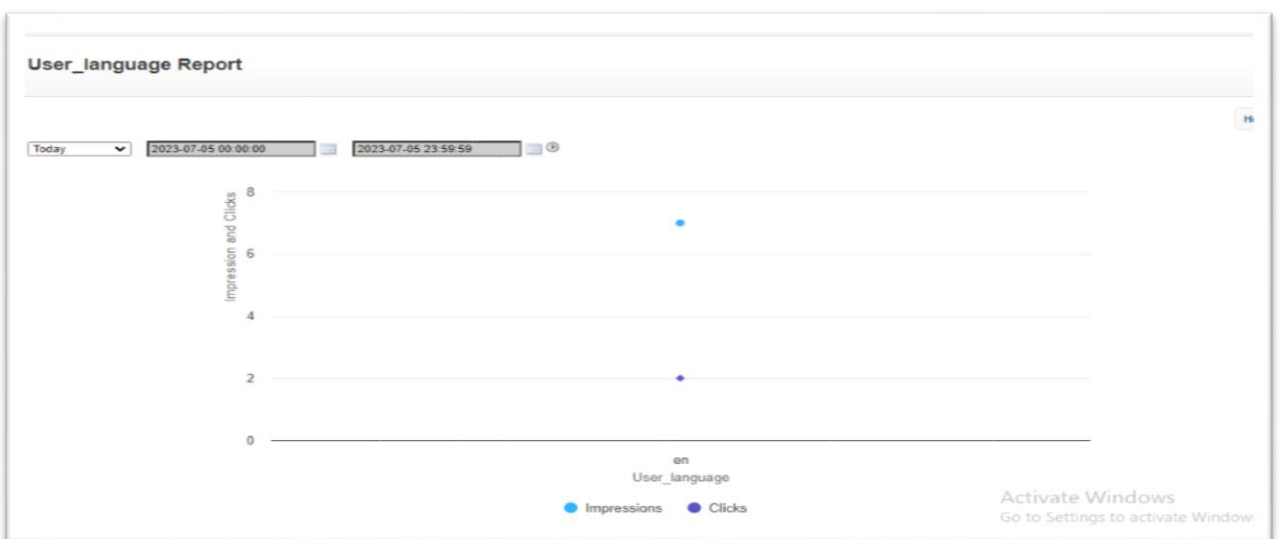 User_language Report
H
Today 2023-07-05 00:00:00 2023-07-05 23:59:59
Impression and Clicks
8
6
4
2
0
en
User_language
Impressions Clicks
Activate Windows
Go to Settings to activate Window